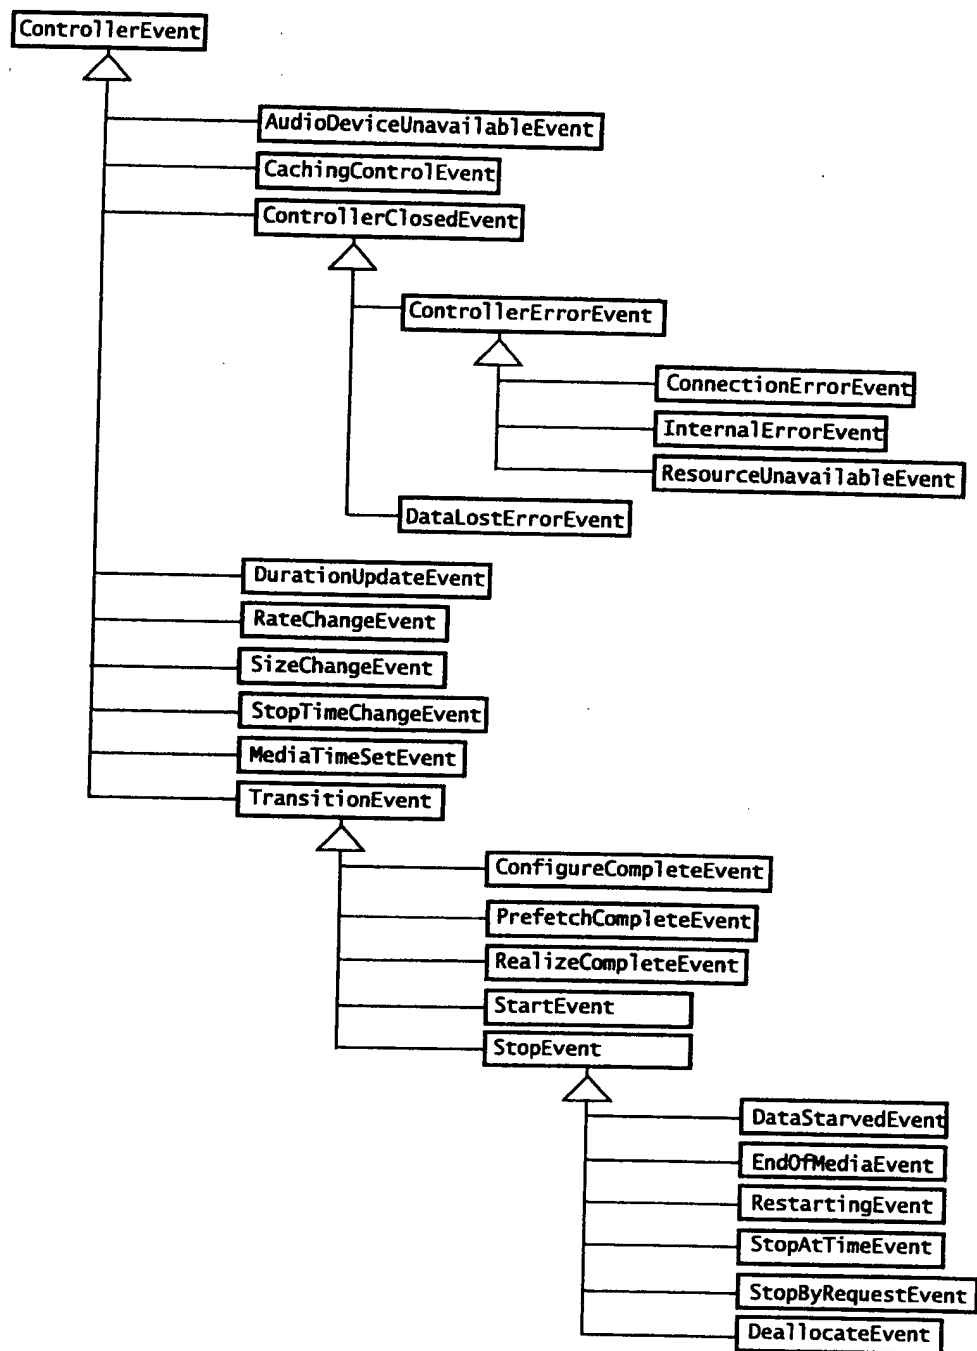 ControllerEvent
AudioDeviceUnavailableEvent
CachingControlEvent
ControllerClosedEvent
ControllerErrorEvent
ConnectionErrorEvent
InternalErrorEvent
ResourceUnavailableEvent
DataLostErrorEvent
DurationUpdateEvent
RateChangeEvent
SizeChangeEvent
StopTimeChangeEvent
MediaTimeSetEvent
TransitionEvent
ConfigureCompleteEvent
PrefetchCompleteEvent
RealizeCompleteEvent
StartEvent
StopEvent
DataStarvedEvent
EndOfMediaEvent
RestartingEvent
StopAtTimeEvent
StopByRequestEvent
DeallocateEvent